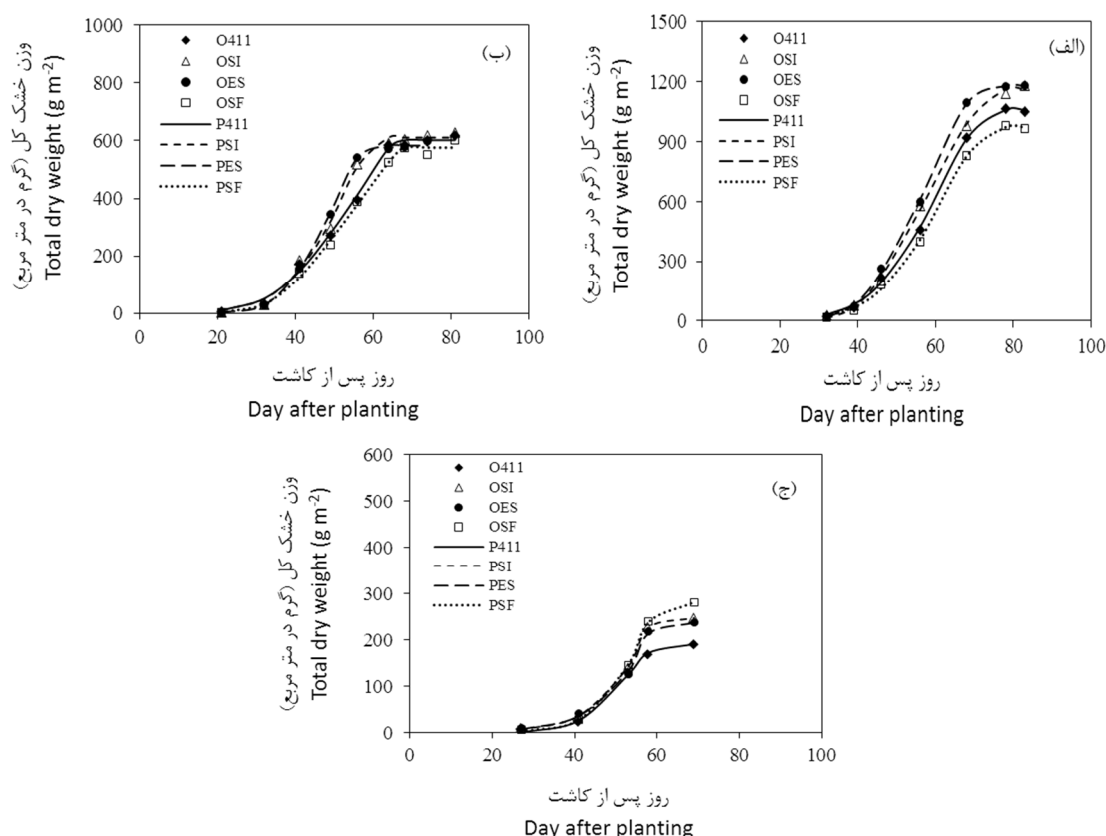 (الف)
1500
1200
900
600
300
0
0 20 40 60 80 100
O411
OSI
OES
OSF
P411
PSI
PES
PSF
وزن خشک کل (گرم در متر مربع)
Total dry weight (g m-2)
روز پس از کاشت
Day after planting
(ب)
1000
800
600
400
200
0
0 20 40 60 80 100
O411
OSI
OES
OSF
P411
PSI
PES
PSF
وزن خشک کل (گرم در متر مربع)
Total dry weight (g m-2)
روز پس از کاشت
Day after planting
(ج)
600
500
400
300
200
100
0
0 20 40 60 80 100
O411
OSI
OES
OSF
P411
PSI
PES
PSF
وزن خشک کل (گرم در متر مربع)
Total dry weight (g m-2)
روز پس از کاشت
Day after planting